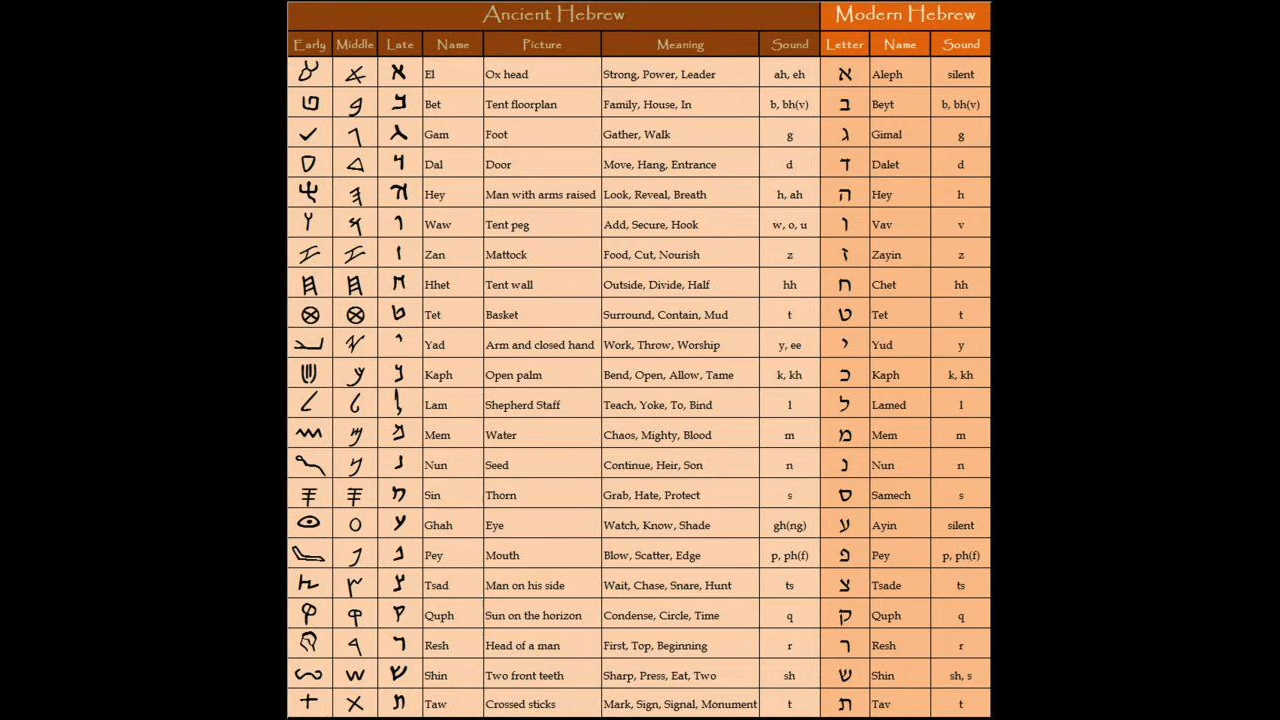 Ancient Hebrew Modern Hebrew
Early Middle Late Name Picture Meaning Sound Letter Name Sound
El Ox head Strong, Power, Leader ah, eh א Aleph silent
Bet Tent floorplan Family, House, In b, bh(v) ב Beyt b, bh(v)
Gam Foot Gather, Walk g ג Gimal g
Dal Door Move, Hang, Entrance d ד Dalet d
Hey Man with arms raised Look, Reveal, Breath h, ah ה Hey h
Waw Tent peg Add, Secure, Hook w, o, u ו Vav v
Zan Mattock Food, Cut, Nourish z ז Zayin z
Hhet Tent wall Outside, Divide, Half hh ח Chet hh
Tet Basket Surround, Contain, Mud t ט Tet t
Yad Arm and closed hand Work, Throw, Worship y, ee י Yud y
Kaph Open palm Bend, Open, Allow, Tame k, kh כ Kaph k, kh
Lam Shepherd Staff Teach, Yoke, To, Bind l ל Lamed l
Mem Water Chaos, Mighty, Blood m מ Mem m
Nun Seed Continue, Heir, Son n נ Nun n
Sin Thorn Grab, Hate, Protect s ס Samech s
Ghah Eye Watch, Know, Shade gh(ng) ע Ayin silent
Pey Mouth Blow, Scatter, Edge p, ph(f) פ Pey p, ph(f)
Tsad Man on his side Wait, Chase, Snare, Hunt ts צ Tsade ts
Quph Sun on the horizon Condense, Circle, Time q ק Quph q
Resh Head of a man First, Top, Beginning r ר Resh r
Shin Two front teeth Sharp, Press, Eat, Two sh ש Shin sh, s
Taw Crossed sticks Mark, Sign, Signal, Monument t ת Tav t